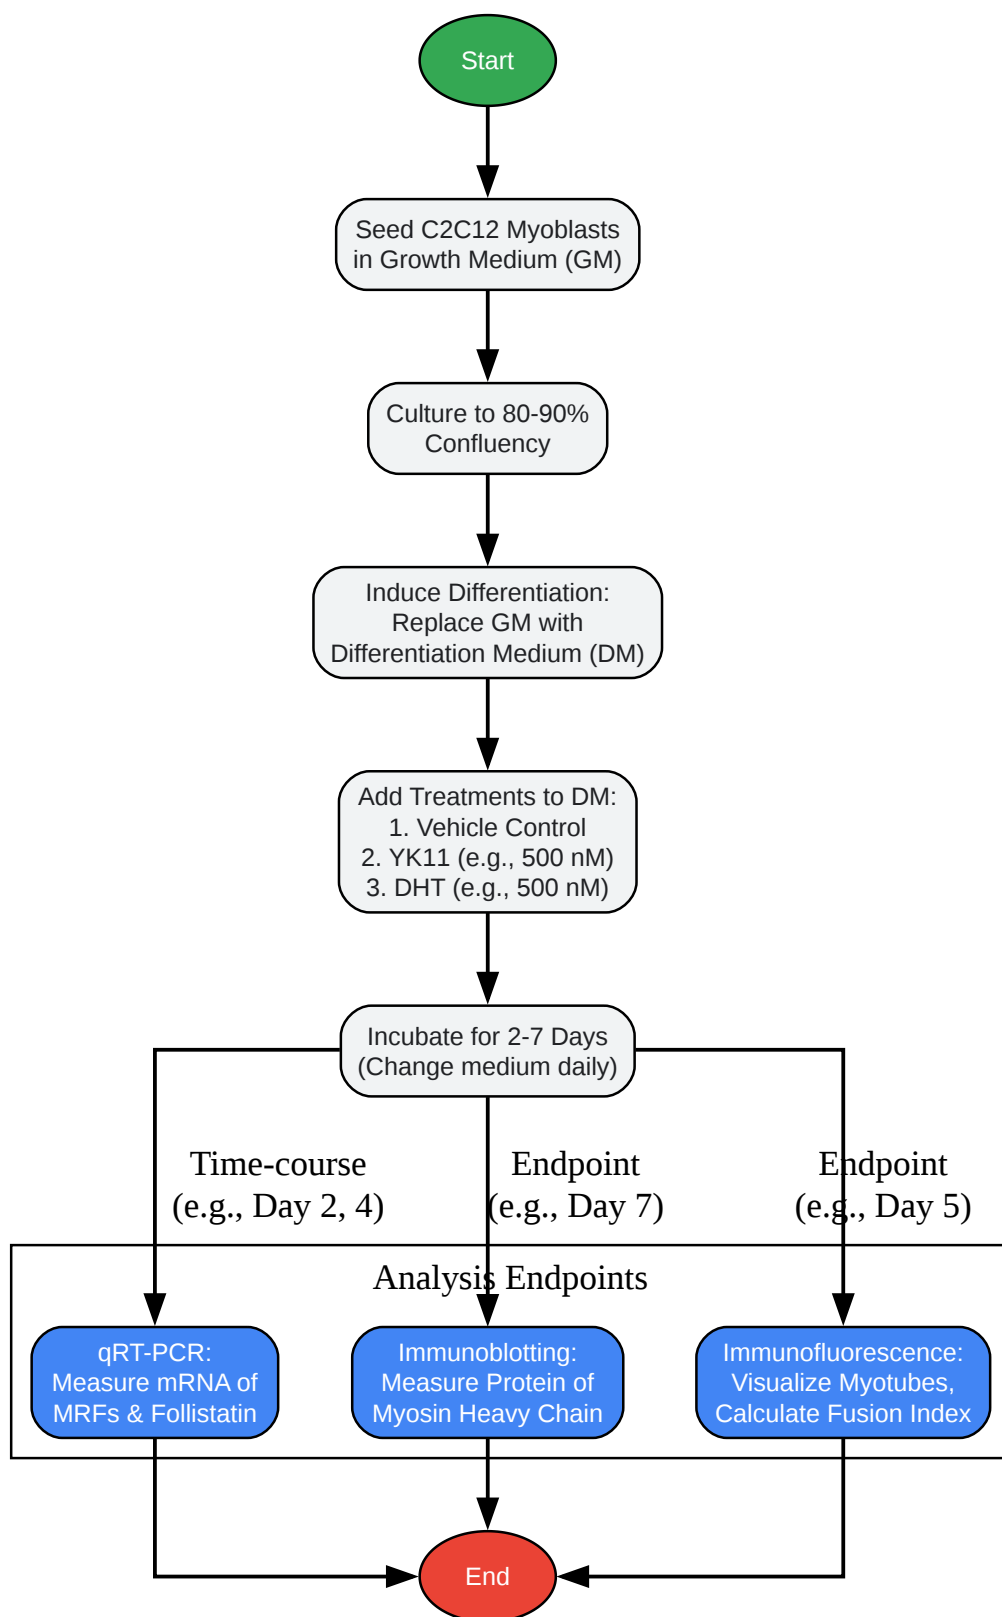 Start
Seed C2C12 Myoblasts
in Growth Medium (GM)
Culture to 80-90%
Confluency
Induce Differentiation:
Replace GM with
Differentiation Medium (DM)
Add Treatments to DM:
1. Vehicle Control
2. YK11 (e.g., 500 nM)
3. DHT (e.g., 500 nM)
Incubate for 2-7 Days
(Change medium daily)
Time-course
(e.g., Day 2, 4)
Endpoint
(e.g., Day 7)
Endpoint
(e.g., Day 5)
Analysis Endpoints
qRT-PCR:
Measure mRNA of
MRFs & Follistatin
Immunoblotting:
Measure Protein of
Myosin Heavy Chain
Immunofluorescence:
Visualize Myotubes,
Calculate Fusion Index
End